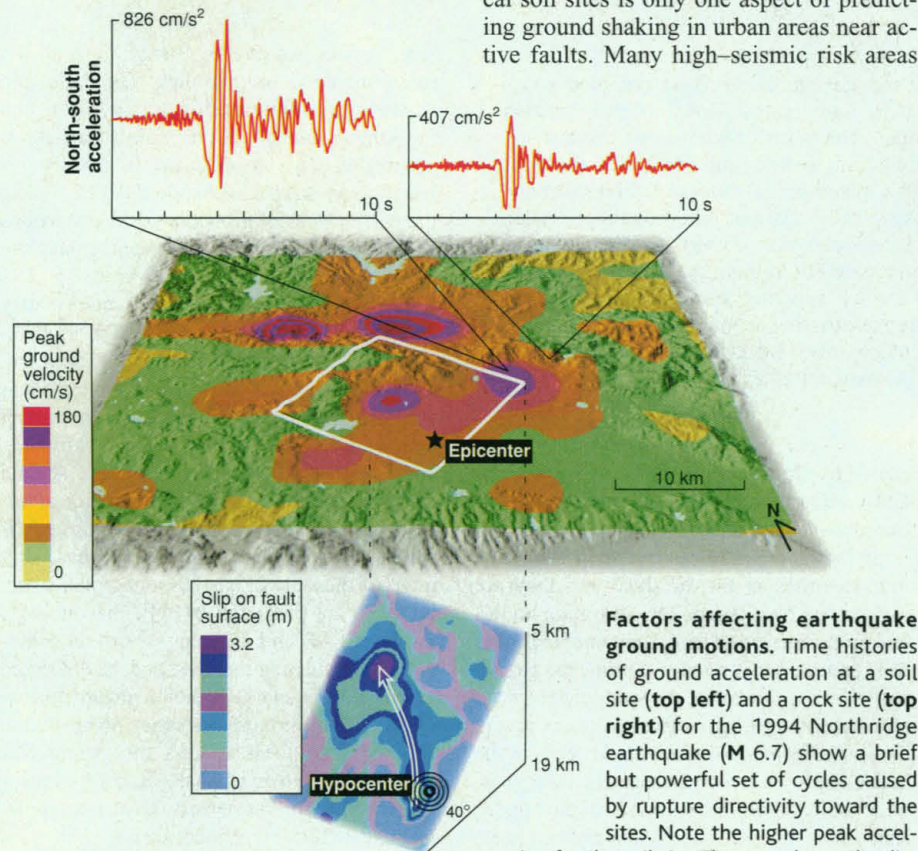 cal soil sites is only one aspect of predict-
ing ground shaking in urban areas near ac-
tive faults. Many high–seismic risk areas
826 cm/s²
North-south
acceleration
10 s
407 cm/s²
10 s
Peak
ground
velocity
(cm/s)
180
0
Epicenter
10 km
N
Slip on fault
surface (m)
3.2
0
Hypocenter
40°
5 km
19 km
Factors affecting earthquake
ground motions. Time histories
of ground acceleration at a soil
site (top left) and a rock site (top
right) for the 1994 Northridge
earthquake (M 6.7) show a brief
but powerful set of cycles caused
by rupture directivity toward the
sites. Note the higher peak accel-